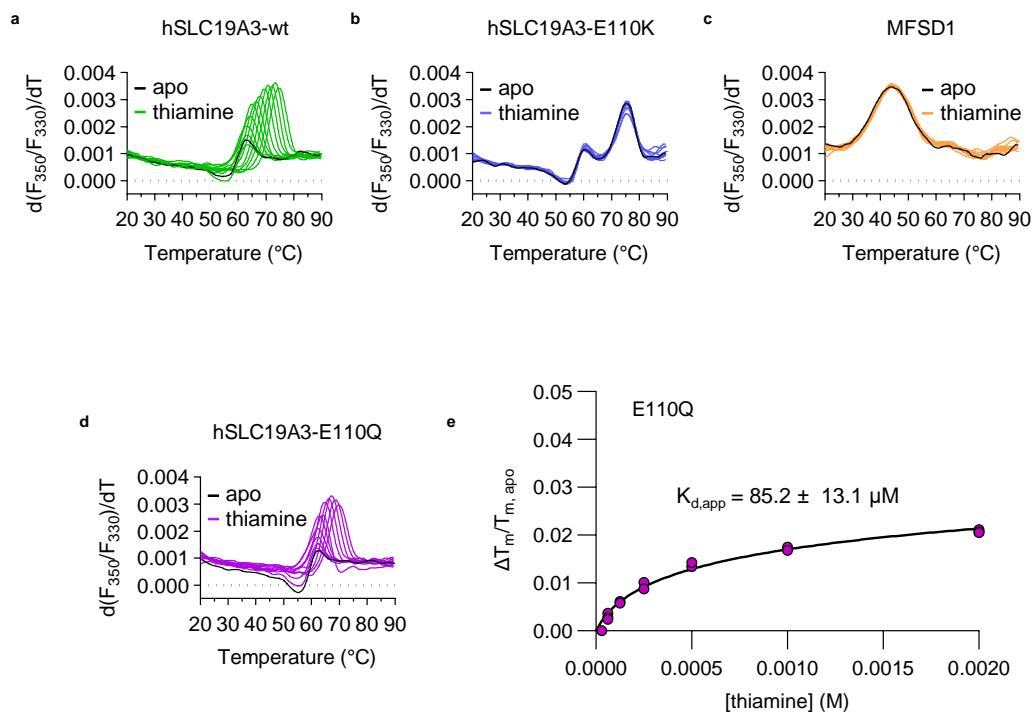 a
hSLC19A3-wt
d(F350/F330)/dT
0.004
0.003
0.002
0.001
0.000
apo
thiamine
20 30 40 50 60 70 80 90
Temperature (°C)
b
hSLC19A3-E110K
d(F350/F330)/dT
0.004
0.003
0.002
0.001
0.000
apo
thiamine
20 30 40 50 60 70 80 90
Temperature (°C)
c
MFSD1
d(F350/F330)/dT
0.004
0.003
0.002
0.001
0.000
apo
thiamine
20 30 40 50 60 70 80 90
Temperature (°C)
d
hSLC19A3-E110Q
d(F350/F330)/dT
0.004
0.003
0.002
0.001
0.000
apo
thiamine
20 30 40 50 60 70 80 90
Temperature (°C)
e
E110Q
ΔTm/Tm, apo
0.05
0.04
0.03
0.02
0.01
0.00
Kd,app = 85.2 ± 13.1 µM
0.0000 0.0005 0.0010 0.0015 0.0020
[thiamine] (M)